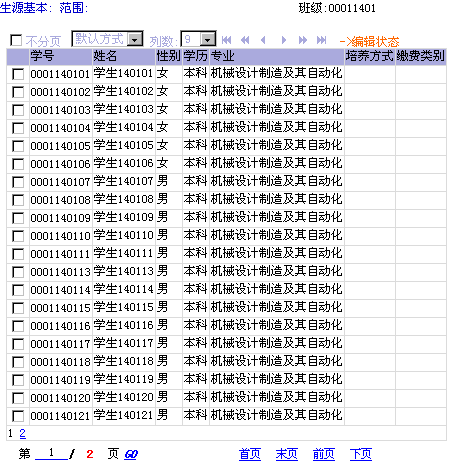 生源基本: 范围: 班级:00011401
不分页 默认方式 列数: 9 ->编辑状态
学号 姓名 性别 学历 专业 培养方式 缴费类别
0001140101 学生140101 女 本科 机械设计制造及其自动化
0001140102 学生140102 女 本科 机械设计制造及其自动化
0001140103 学生140103 女 本科 机械设计制造及其自动化
0001140104 学生140104 女 本科 机械设计制造及其自动化
0001140105 学生140105 女 本科 机械设计制造及其自动化
0001140106 学生140106 女 本科 机械设计制造及其自动化
0001140107 学生140107 男 本科 机械设计制造及其自动化
0001140108 学生140108 男 本科 机械设计制造及其自动化
0001140109 学生140109 男 本科 机械设计制造及其自动化
0001140110 学生140110 男 本科 机械设计制造及其自动化
0001140111 学生140111 男 本科 机械设计制造及其自动化
0001140113 学生140113 男 本科 机械设计制造及其自动化
0001140114 学生140114 男 本科 机械设计制造及其自动化
0001140115 学生140115 男 本科 机械设计制造及其自动化
0001140116 学生140116 男 本科 机械设计制造及其自动化
0001140117 学生140117 男 本科 机械设计制造及其自动化
0001140118 学生140118 男 本科 机械设计制造及其自动化
0001140119 学生140119 男 本科 机械设计制造及其自动化
0001140120 学生140120 男 本科 机械设计制造及其自动化
0001140121 学生140121 男 本科 机械设计制造及其自动化
1 2
第 1 / 2 页 GO 首页 末页 前页 下页